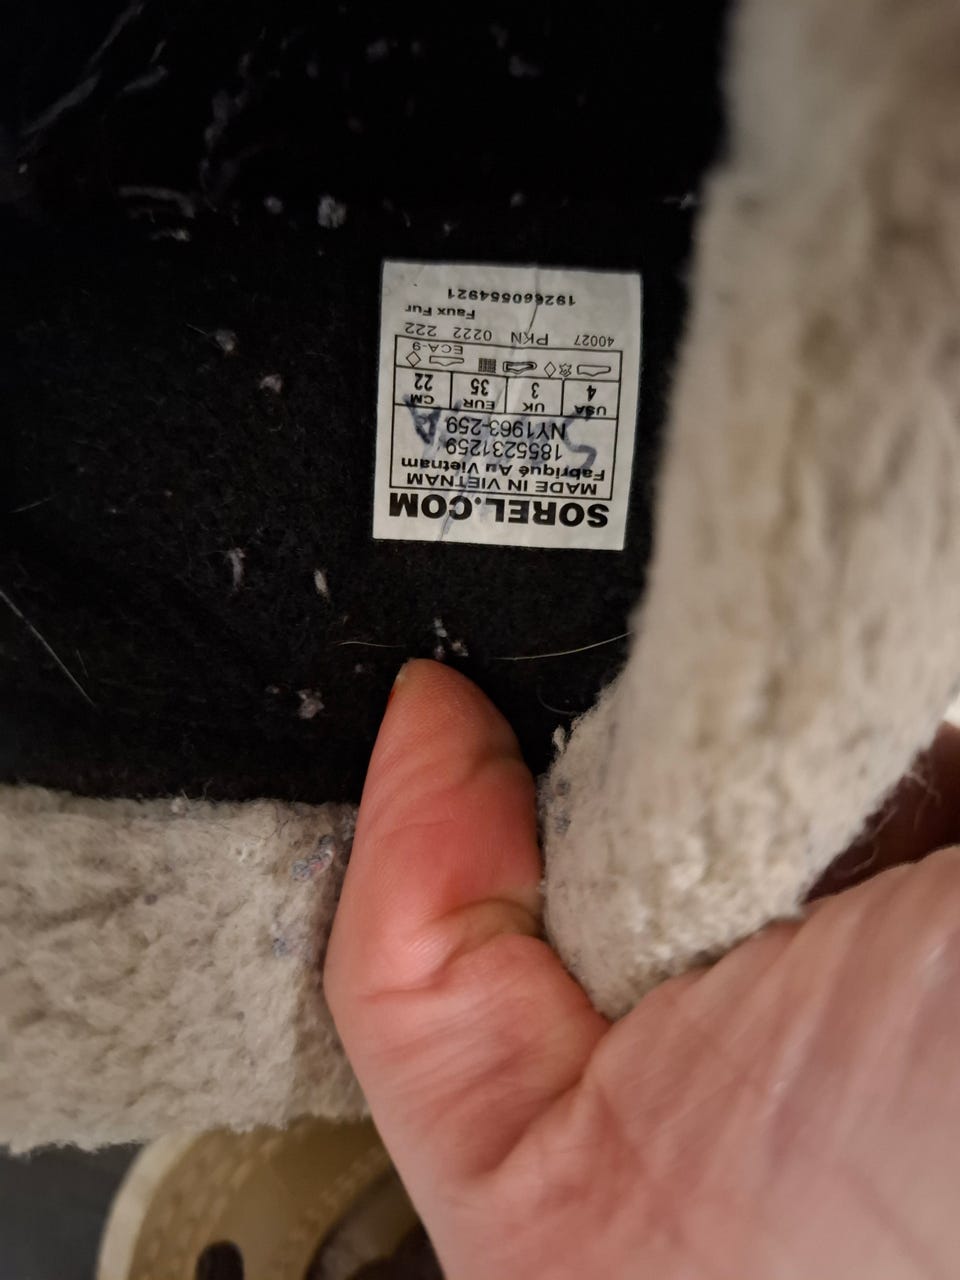 SOREL.COM
MADE IN VIETNAM
Fabriqué Au Vietnam
1855231259
NY1963-259
USA UK EUR CM
4 3 35 22
ECA-9
40027 PKN 0222 222
Faux Fur
192660554921